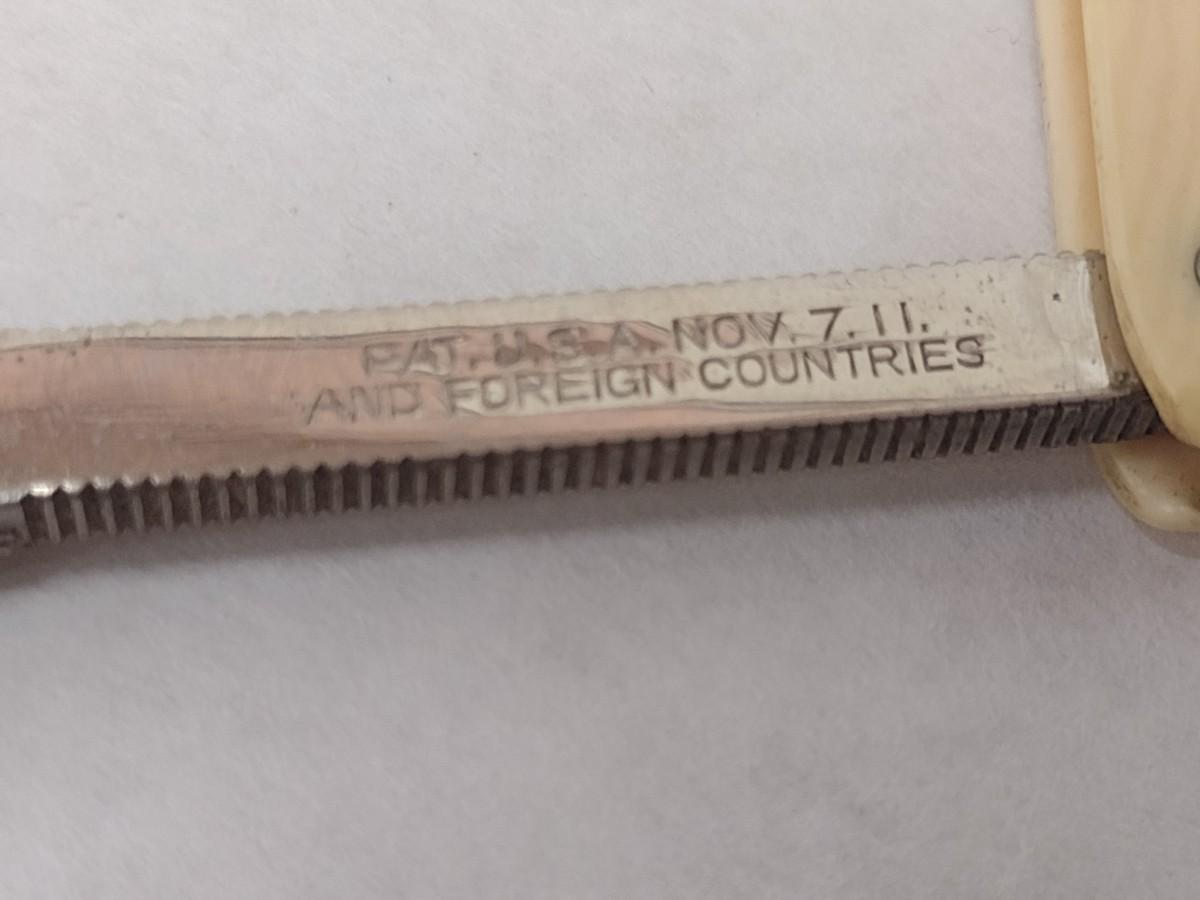 PAT. U.S.A. NOV. 7. 11.
AND FOREIGN COUNTRIES